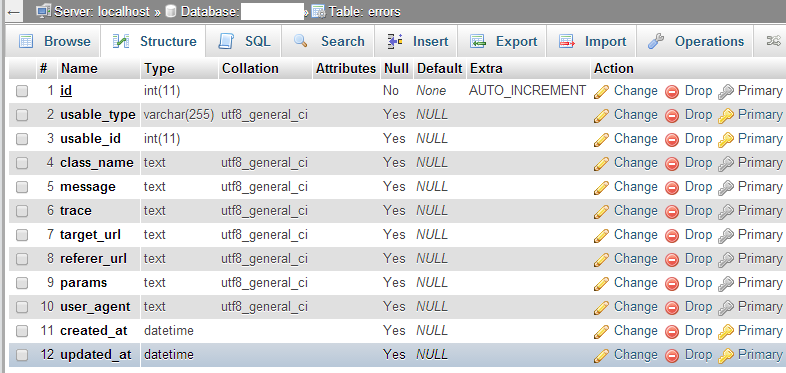 Server: localhost » Database: » Table: errors
Browse Structure SQL Search Insert Export Import Operations
# Name Type Collation Attributes Null Default Extra Action
1 id int(11) No None AUTO_INCREMENT Change Drop Primary
2 usable_type varchar(255) utf8_general_ci Yes NULL Change Drop Primary
3 usable_id int(11) Yes NULL Change Drop Primary
4 class_name text utf8_general_ci Yes NULL Change Drop Primary
5 message text utf8_general_ci Yes NULL Change Drop Primary
6 trace text utf8_general_ci Yes NULL Change Drop Primary
7 target_url text utf8_general_ci Yes NULL Change Drop Primary
8 referer_url text utf8_general_ci Yes NULL Change Drop Primary
9 params text utf8_general_ci Yes NULL Change Drop Primary
10 user_agent text utf8_general_ci Yes NULL Change Drop Primary
11 created_at datetime Yes NULL Change Drop Primary
12 updated_at datetime Yes NULL Change Drop Primary